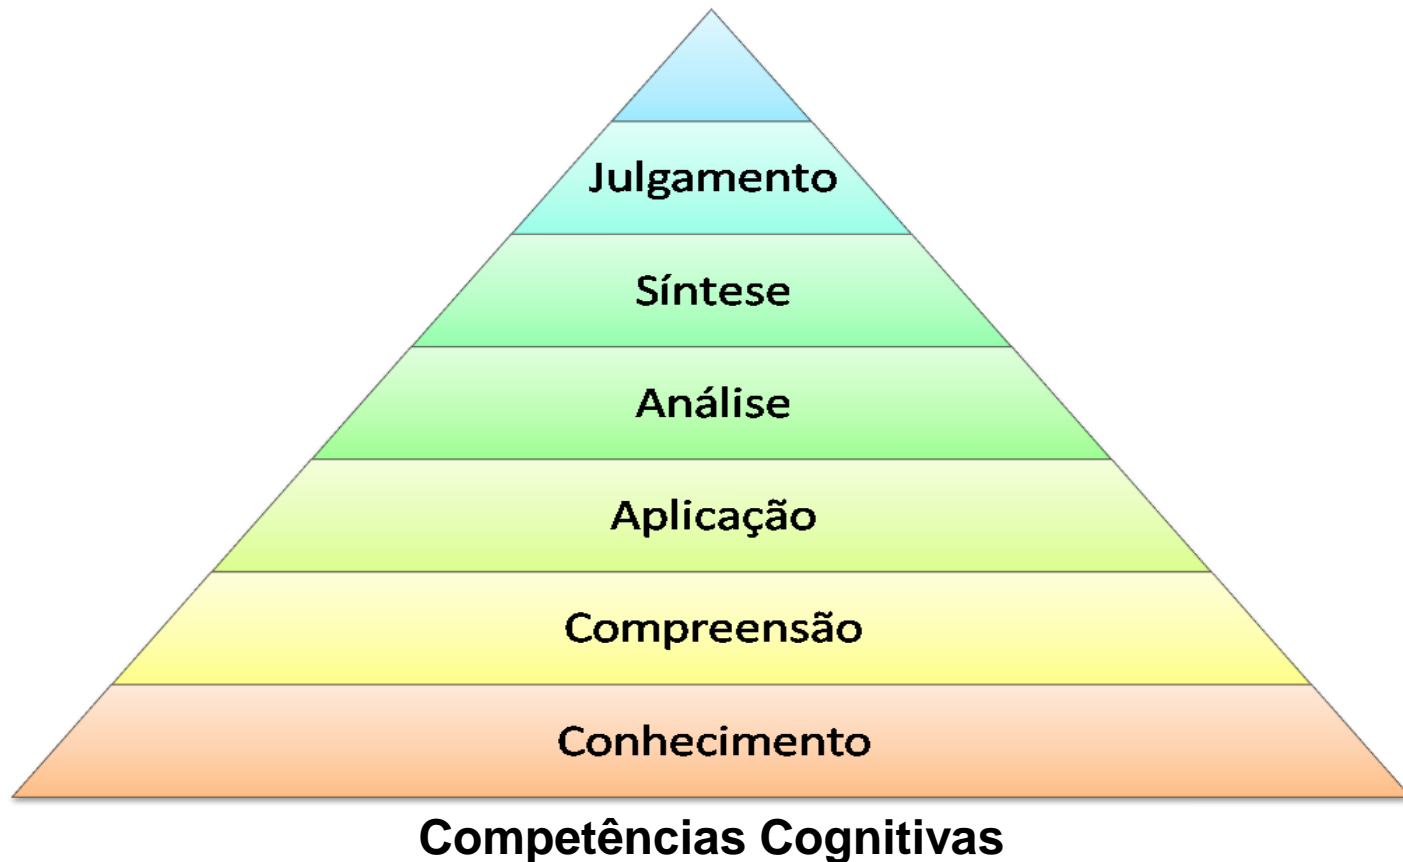 Julgamento
Síntese
Análise
Aplicação
Compreensão
Conhecimento
Competências Cognitivas